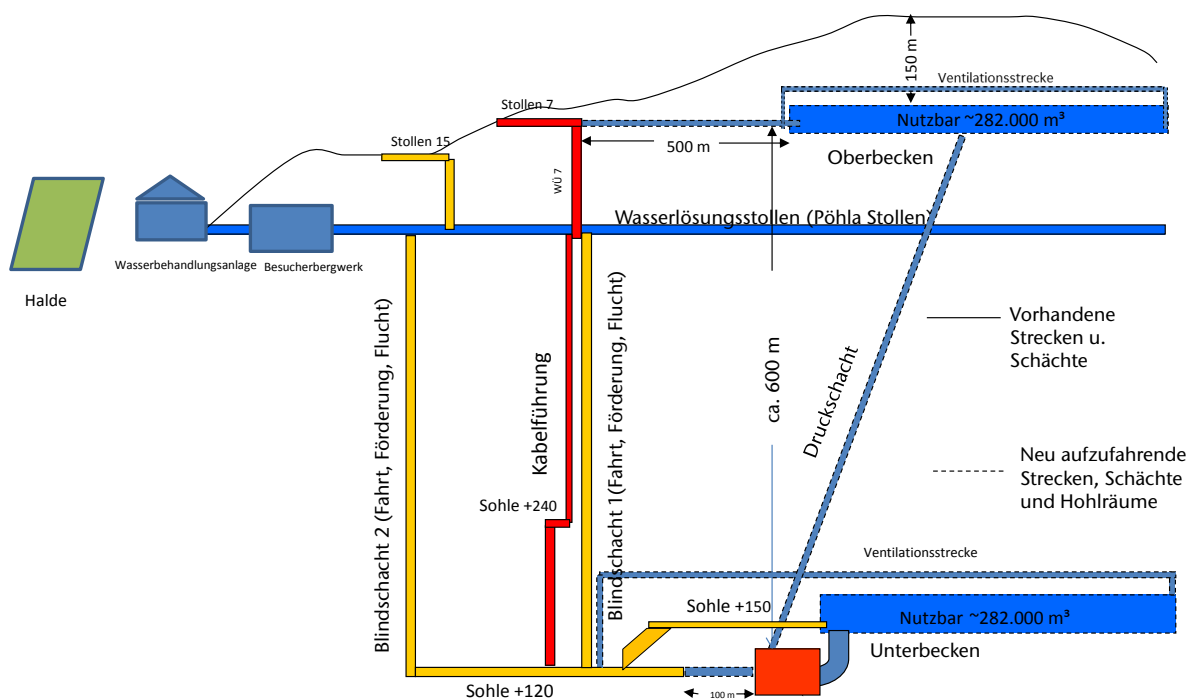 150 m
Ventilationsstrecke
Stollen 7
Nutzbar ~282.000 m³
Stollen 15
500 m
Oberbecken
WÜ 7
Wasserlösungsstollen (Pöhla Stollen)
Wasserbehandlungsanlage
Besucherbergwerk
Halde
Blindschacht 2 (Fahrt, Förderung, Flucht)
Kabelführung
Blindschacht 1(Fahrt, Förderung, Flucht)
ca. 600 m
Druckschacht
Vorhandene
Strecken u.
Schächte
Neu aufzufahrende
Strecken, Schächte
und Hohlräume
Sohle +240
Ventilationsstrecke
Sohle +150
Nutzbar ~282.000 m³
Unterbecken
Sohle +120
100 m